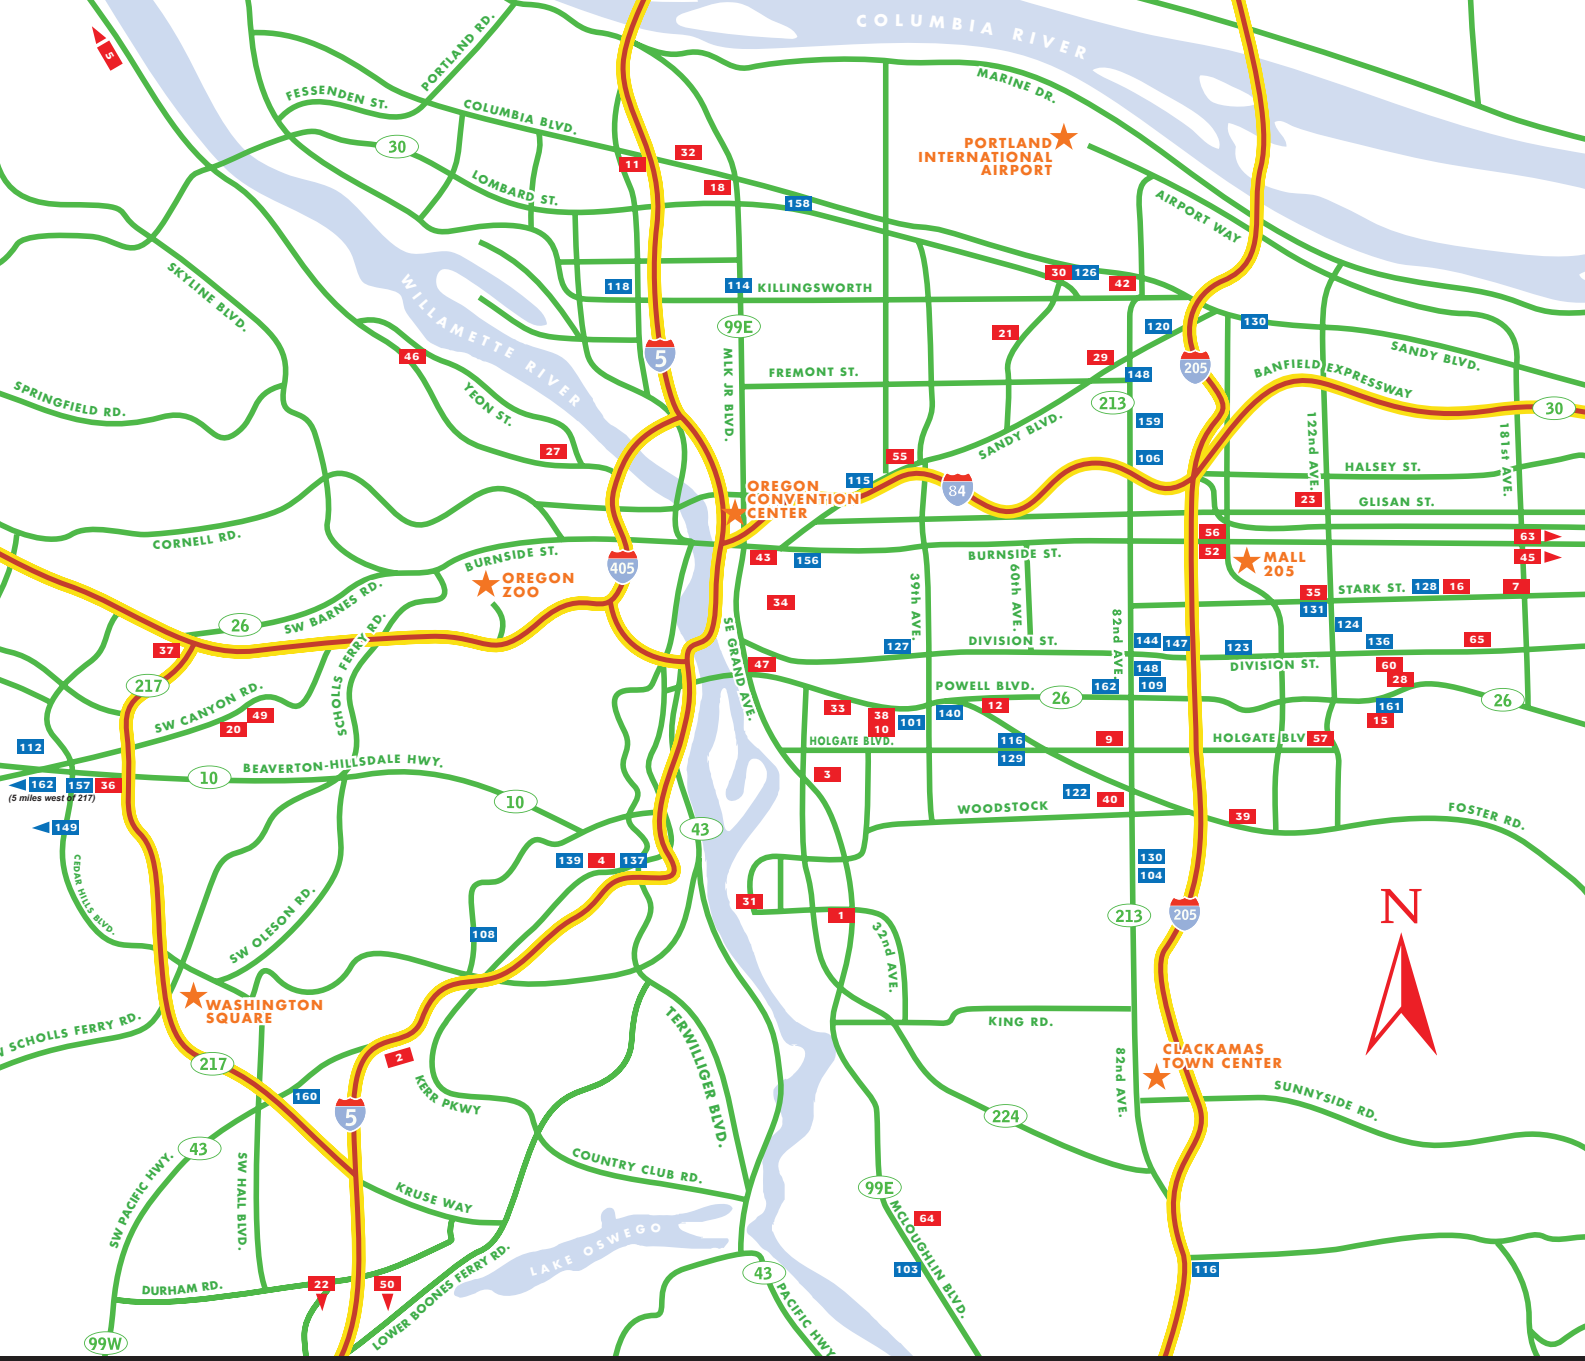 COLUMBIA RIVER
PORTLAND RD.
5
FESSENDEN ST.
COLUMBIA BLVD.
MARINE DR.
30
PORTLAND
INTERNATIONAL
AIRPORT
32
11
18
LOMBARD ST.
158
AIRPORT WAY
SKYLINE BLVD.
WILLAMETTE RIVER
118
114
KILLINGSWORTH
30
126
42
99E
120
130
21
5
46
MLK JR BLVD.
29
205
SANDY BLVD.
FREMONT ST.
148
BANFIELD EXPRESSWAY
SPRINGFIELD RD.
YEON ST.
213
30
159
SANDY BLVD.
122nd AVE.
181st AVE.
27
55
106
HALSEY ST.
115
84
OREGON
CONVENTION
CENTER
23
GLISAN ST.
CORNELL RD.
BURNSIDE ST.
56
63
43
156
BURNSIDE ST.
52
45
MALL
205
405
OREGON
ZOO
39th AVE.
60th AVE.
SW BARNES RD.
34
35
STARK ST.
128
16
7
131
26
SCHOLLS FERRY RD.
SE GRAND AVE.
82nd AVE.
124
37
127
DIVISION ST.
144
147
123
136
65
47
148
DIVISION ST.
60
28
217
SW CANYON RD.
POWELL BLVD.
26
162
109
26
49
20
33
38
10
101
140
12
161
15
112
HOLGATE BLVD.
116
129
9
HOLGATE BLV
57
BEAVERTON-HILLSDALE HWY.
10
3
162
157
36
(5 miles west of 217)
10
122
40
WOODSTOCK
39
FOSTER RD.
149
43
139
4
137
130
104
CEDAR HILLS BLVD.
SW OLESON RD.
31
1
213
205
N
108
32nd AVE.
WASHINGTON
SQUARE
W SCHOLLS FERRY RD.
KING RD.
TERWILLIGER BLVD.
217
2
CLACKAMAS
TOWN CENTER
82nd AVE.
160
KERR PKWY
5
SUNNYSIDE RD.
224
43
SW PACIFIC HWY.
SW HALL BLVD.
COUNTRY CLUB RD.
KRUSE WAY
99E
64
MCLOUGHLIN BLVD.
LAKE OSWEGO
103
116
DURHAM RD.
22
50
LOWER BOONES FERRY RD.
43
PACIFIC HWY
99W